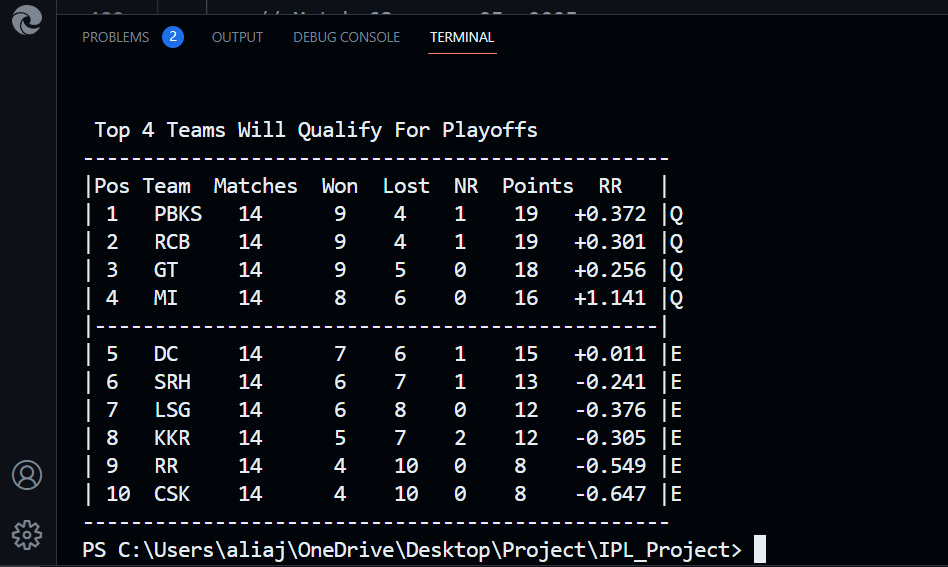 PROBLEMS 2 OUTPUT DEBUG CONSOLE TERMINAL
Top 4 Teams Will Qualify For Playoffs
-------------------------------------------------
|Pos Team  Matches  Won  Lost  NR  Points  RR   |
| 1   PBKS   14      9    4    1    19   +0.372 |Q
| 2   RCB    14      9    4    1    19   +0.301 |Q
| 3   GT     14      9    5    0    18   +0.256 |Q
| 4   MI     14      8    6    0    16   +1.141 |Q
|-----------------------------------------------|
| 5   DC     14      7    6    1    15   +0.011 |E
| 6   SRH    14      6    7    1    13   -0.241 |E
| 7   LSG    14      6    8    0    12   -0.376 |E
| 8   KKR    14      5    7    2    12   -0.305 |E
| 9   RR     14      4    10   0    8    -0.549 |E
| 10  CSK    14      4    10   0    8    -0.647 |E
-------------------------------------------------
PS C:\Users\aliaj\OneDrive\Desktop\Project\IPL_Project>